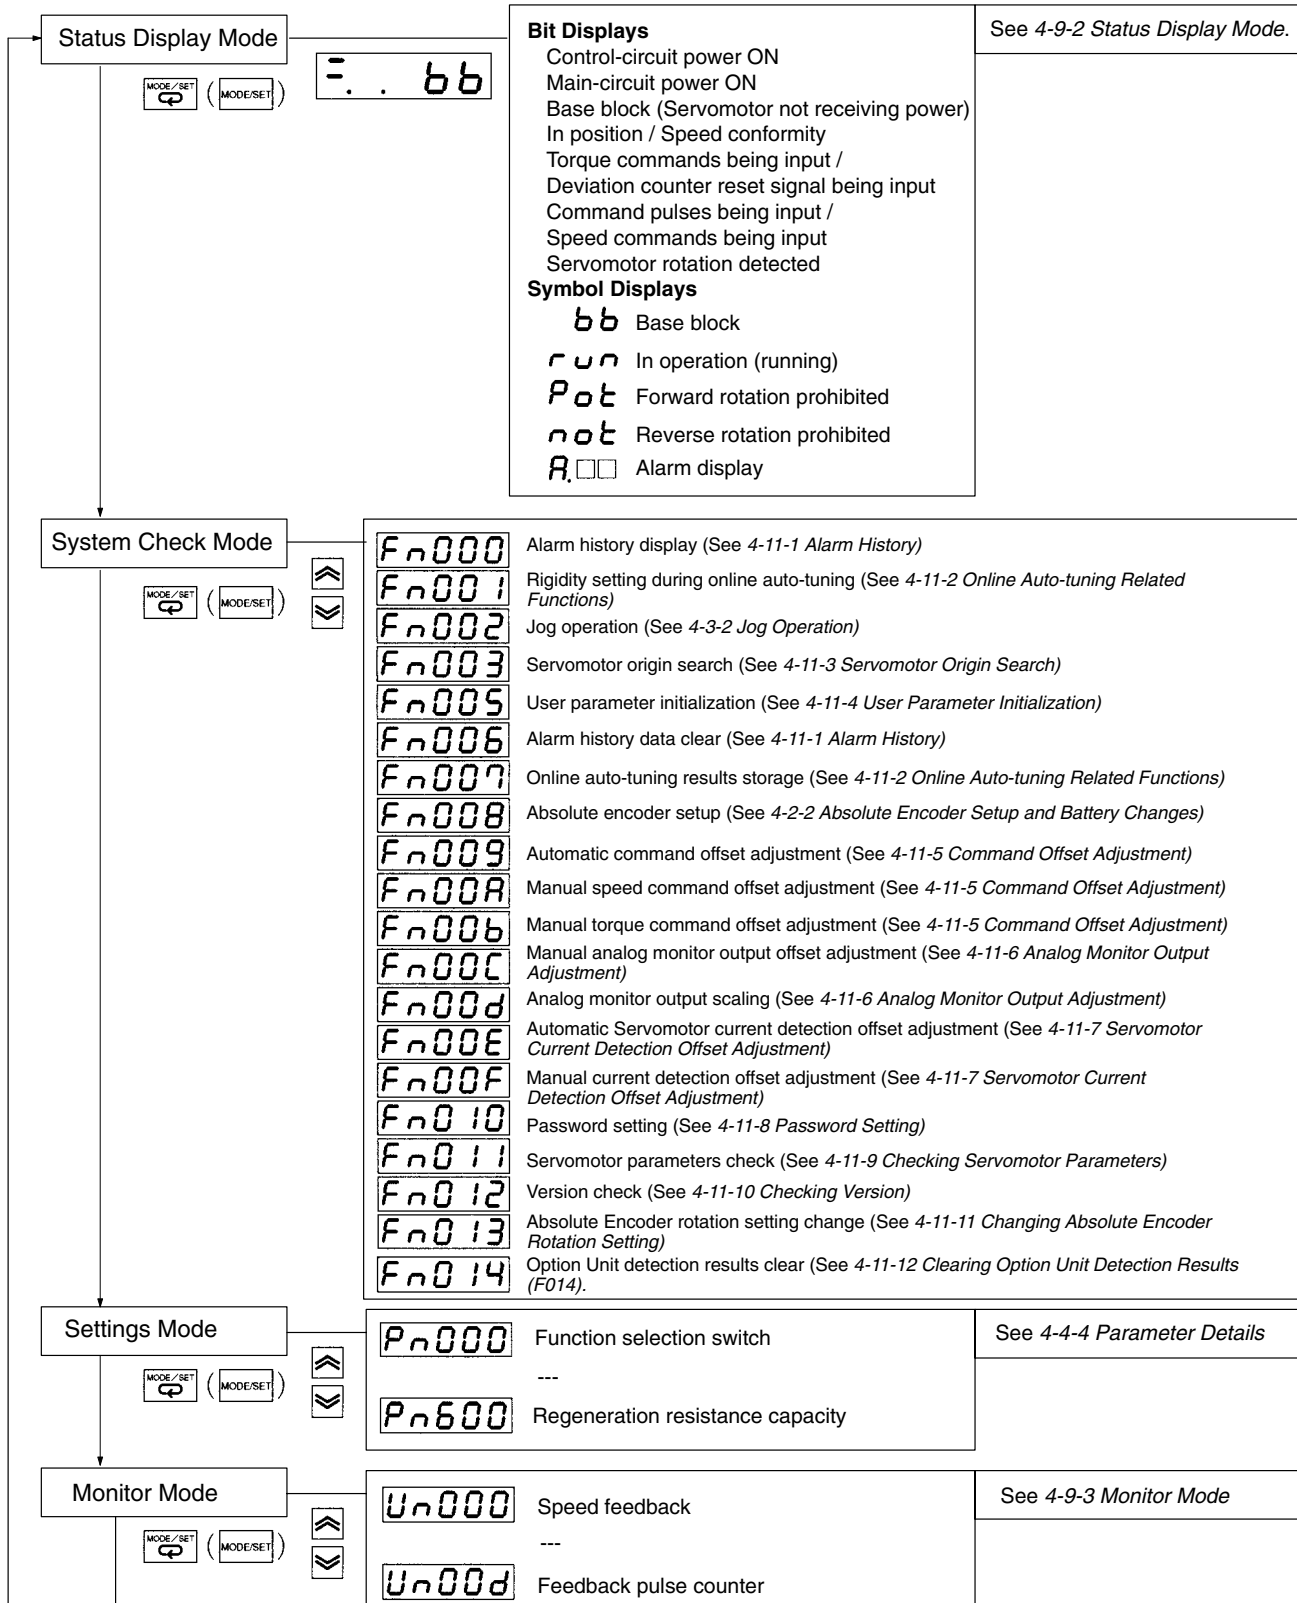 Status Display Mode
MODE/SET ( MODE/SET )
bb
Bit Displays
Control-circuit power ON
Main-circuit power ON
Base block (Servomotor not receiving power)
In position / Speed conformity
Torque commands being input /
Deviation counter reset signal being input
Command pulses being input /
Speed commands being input
Servomotor rotation detected
Symbol Displays
bb Base block
run In operation (running)
Pot Forward rotation prohibited
not Reverse rotation prohibited
A.□□ Alarm display
See 4-9-2 Status Display Mode.
System Check Mode
MODE/SET ( MODE/SET )
Fn000 Alarm history display (See 4-11-1 Alarm History)
Fn001 Rigidity setting during online auto-tuning (See 4-11-2 Online Auto-tuning Related
Functions)
Fn002 Jog operation (See 4-3-2 Jog Operation)
Fn003 Servomotor origin search (See 4-11-3 Servomotor Origin Search)
Fn005 User parameter initialization (See 4-11-4 User Parameter Initialization)
Fn006 Alarm history data clear (See 4-11-1 Alarm History)
Fn007 Online auto-tuning results storage (See 4-11-2 Online Auto-tuning Related Functions)
Fn008 Absolute encoder setup (See 4-2-2 Absolute Encoder Setup and Battery Changes)
Fn009 Automatic command offset adjustment (See 4-11-5 Command Offset Adjustment)
Fn00A Manual speed command offset adjustment (See 4-11-5 Command Offset Adjustment)
Fn00b Manual torque command offset adjustment (See 4-11-5 Command Offset Adjustment)
Fn00C Manual analog monitor output offset adjustment (See 4-11-6 Analog Monitor Output
Adjustment)
Fn00d Analog monitor output scaling (See 4-11-6 Analog Monitor Output Adjustment)
Fn00E Automatic Servomotor current detection offset adjustment (See 4-11-7 Servomotor
Current Detection Offset Adjustment)
Fn00F Manual current detection offset adjustment (See 4-11-7 Servomotor Current
Detection Offset Adjustment)
Fn010 Password setting (See 4-11-8 Password Setting)
Fn011 Servomotor parameters check (See 4-11-9 Checking Servomotor Parameters)
Fn012 Version check (See 4-11-10 Checking Version)
Fn013 Absolute Encoder rotation setting change (See 4-11-11 Changing Absolute Encoder
Rotation Setting)
Fn014 Option Unit detection results clear (See 4-11-12 Clearing Option Unit Detection Results
(F014).
Settings Mode
MODE/SET ( MODE/SET )
Pn000 Function selection switch
---
Pn600 Regeneration resistance capacity
See 4-4-4 Parameter Details
Monitor Mode
MODE/SET ( MODE/SET )
Un000 Speed feedback
---
Un00d Feedback pulse counter
See 4-9-3 Monitor Mode